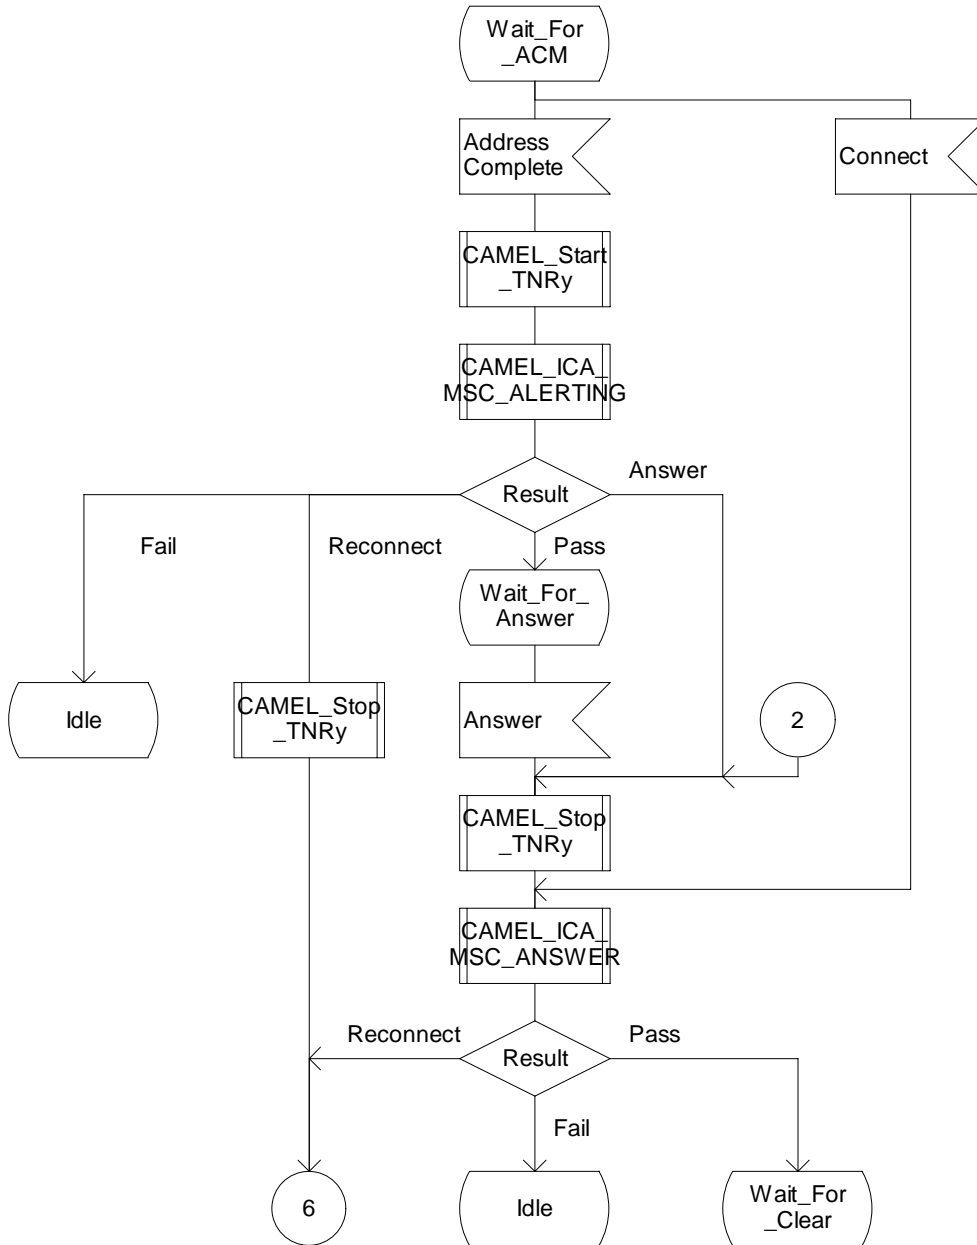 Wait_For
_ACM
Address
Complete
Connect
CAMEL_Start
_TNRy
CAMEL_ICA_
MSC_ALERTING
Result
Answer
Fail
Reconnect
Pass
Wait_For_
Answer
Idle
CAMEL_Stop
_TNRy
Answer
2
CAMEL_Stop
_TNRy
CAMEL_ICA_
MSC_ANSWER
Reconnect
Result
Pass
Fail
6
Idle
Wait_For
_Clear